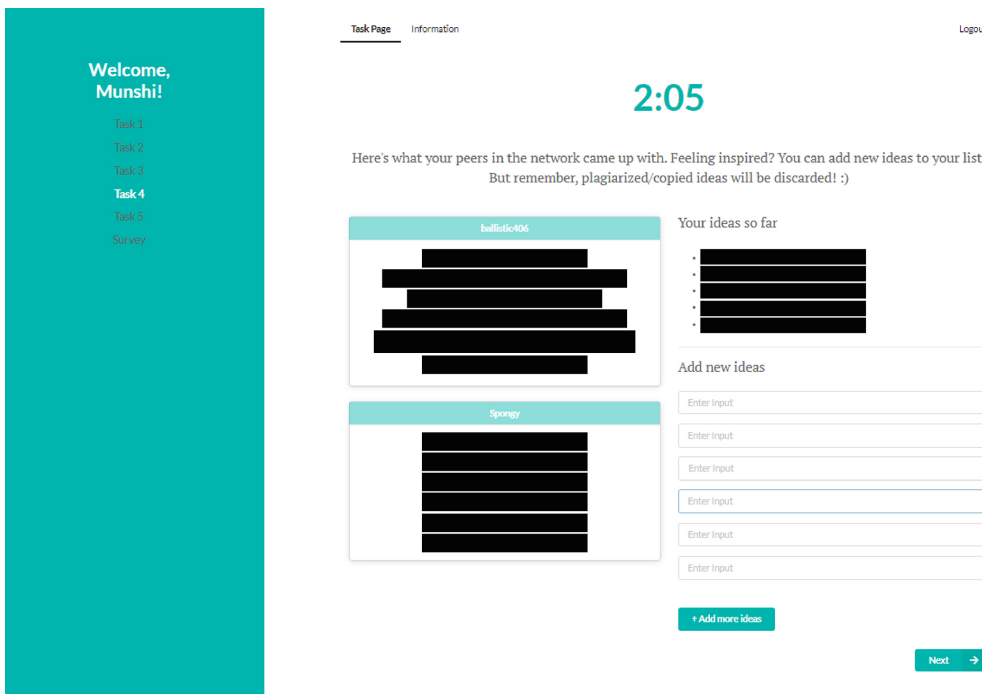 Task Page Information
Welcome,
Munshi!
Task 1
Task 2
Task 3
Task 4
Task 5
Survey
2:05
Here's what your peers in the network came up with. Feeling inspired? You can add new ideas to your list
But remember, plagiarized/copied ideas will be discarded! :)
ballistic406
Spongy
Your ideas so far
Add new ideas
Enter Input
Enter Input
Enter Input
Enter Input
Enter Input
Enter Input
+ Add more ideas
Next